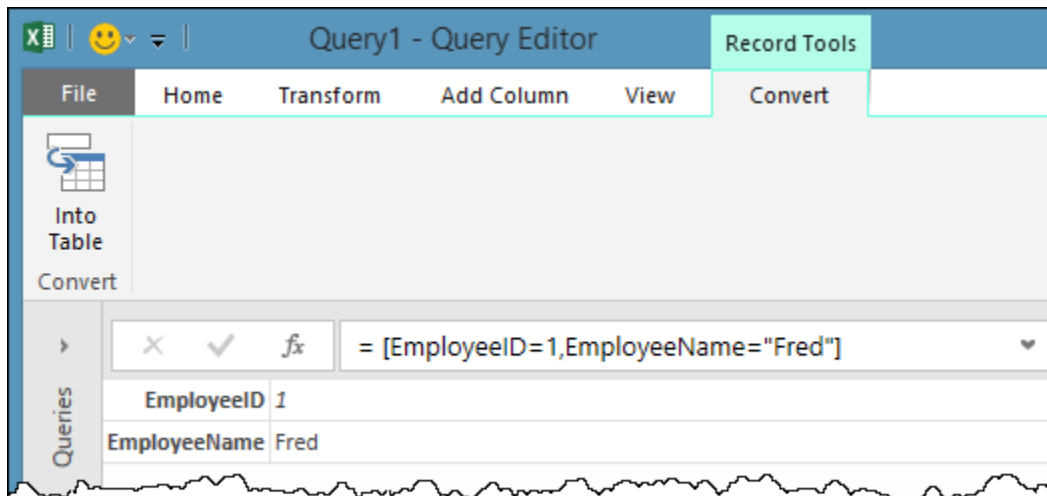 Query1 - Query Editor
Record Tools
File Home Transform Add Column View Convert
Into
Table
Convert
fx = [EmployeeID=1,EmployeeName="Fred"]
Queries
EmployeeID 1
EmployeeName Fred